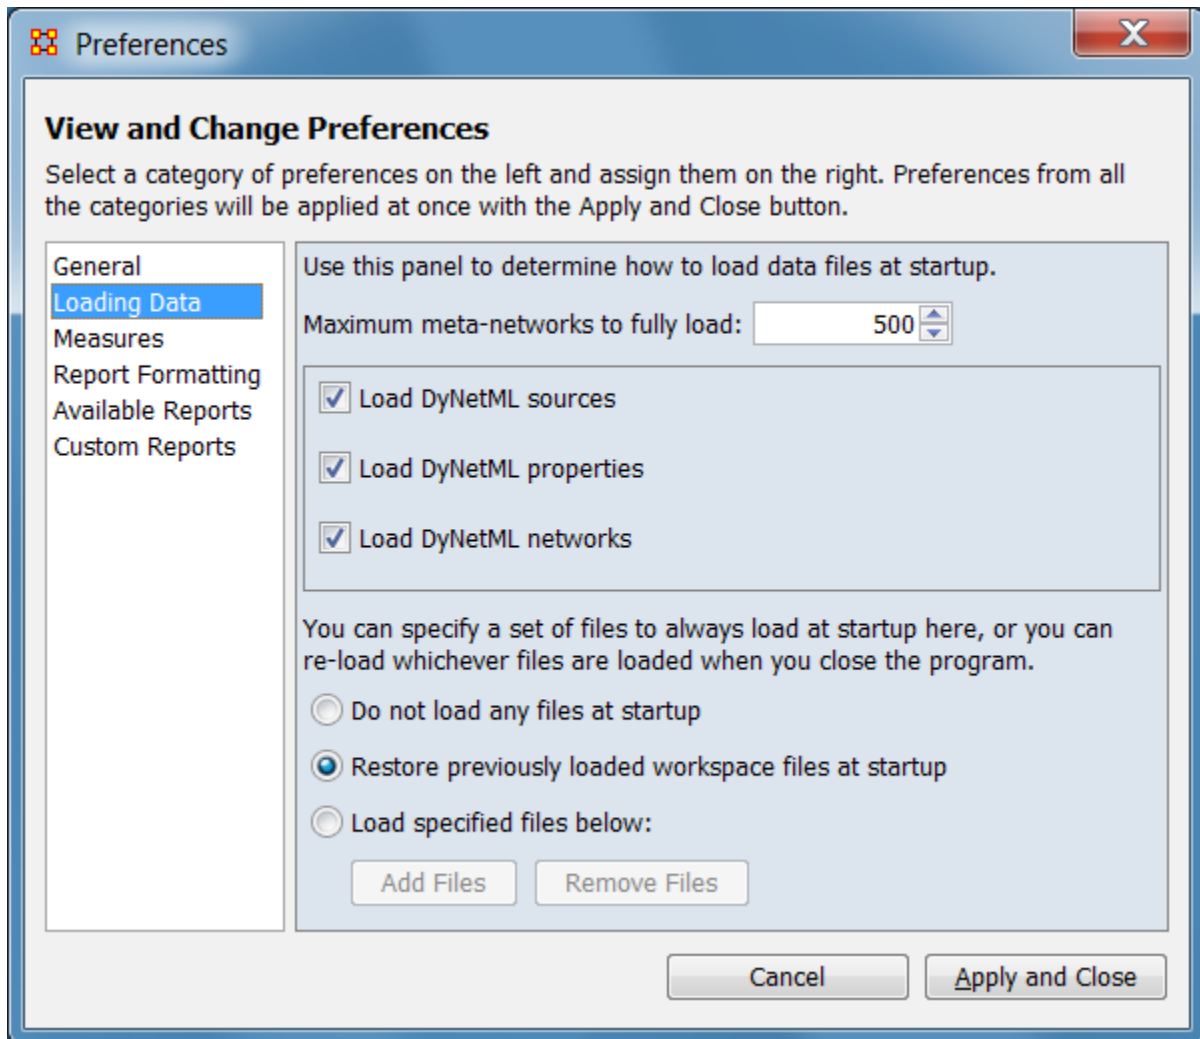 Preferences
X
View and Change Preferences
Select a category of preferences on the left and assign them on the right. Preferences from all
the categories will be applied at once with the Apply and Close button.
General
Loading Data
Measures
Report Formatting
Available Reports
Custom Reports
Use this panel to determine how to load data files at startup.
Maximum meta-networks to fully load: 500
Load DyNetML sources
Load DyNetML properties
Load DyNetML networks
You can specify a set of files to always load at startup here, or you can
re-load whichever files are loaded when you close the program.
Do not load any files at startup
Restore previously loaded workspace files at startup
Load specified files below:
Add Files Remove Files
Cancel Apply and Close